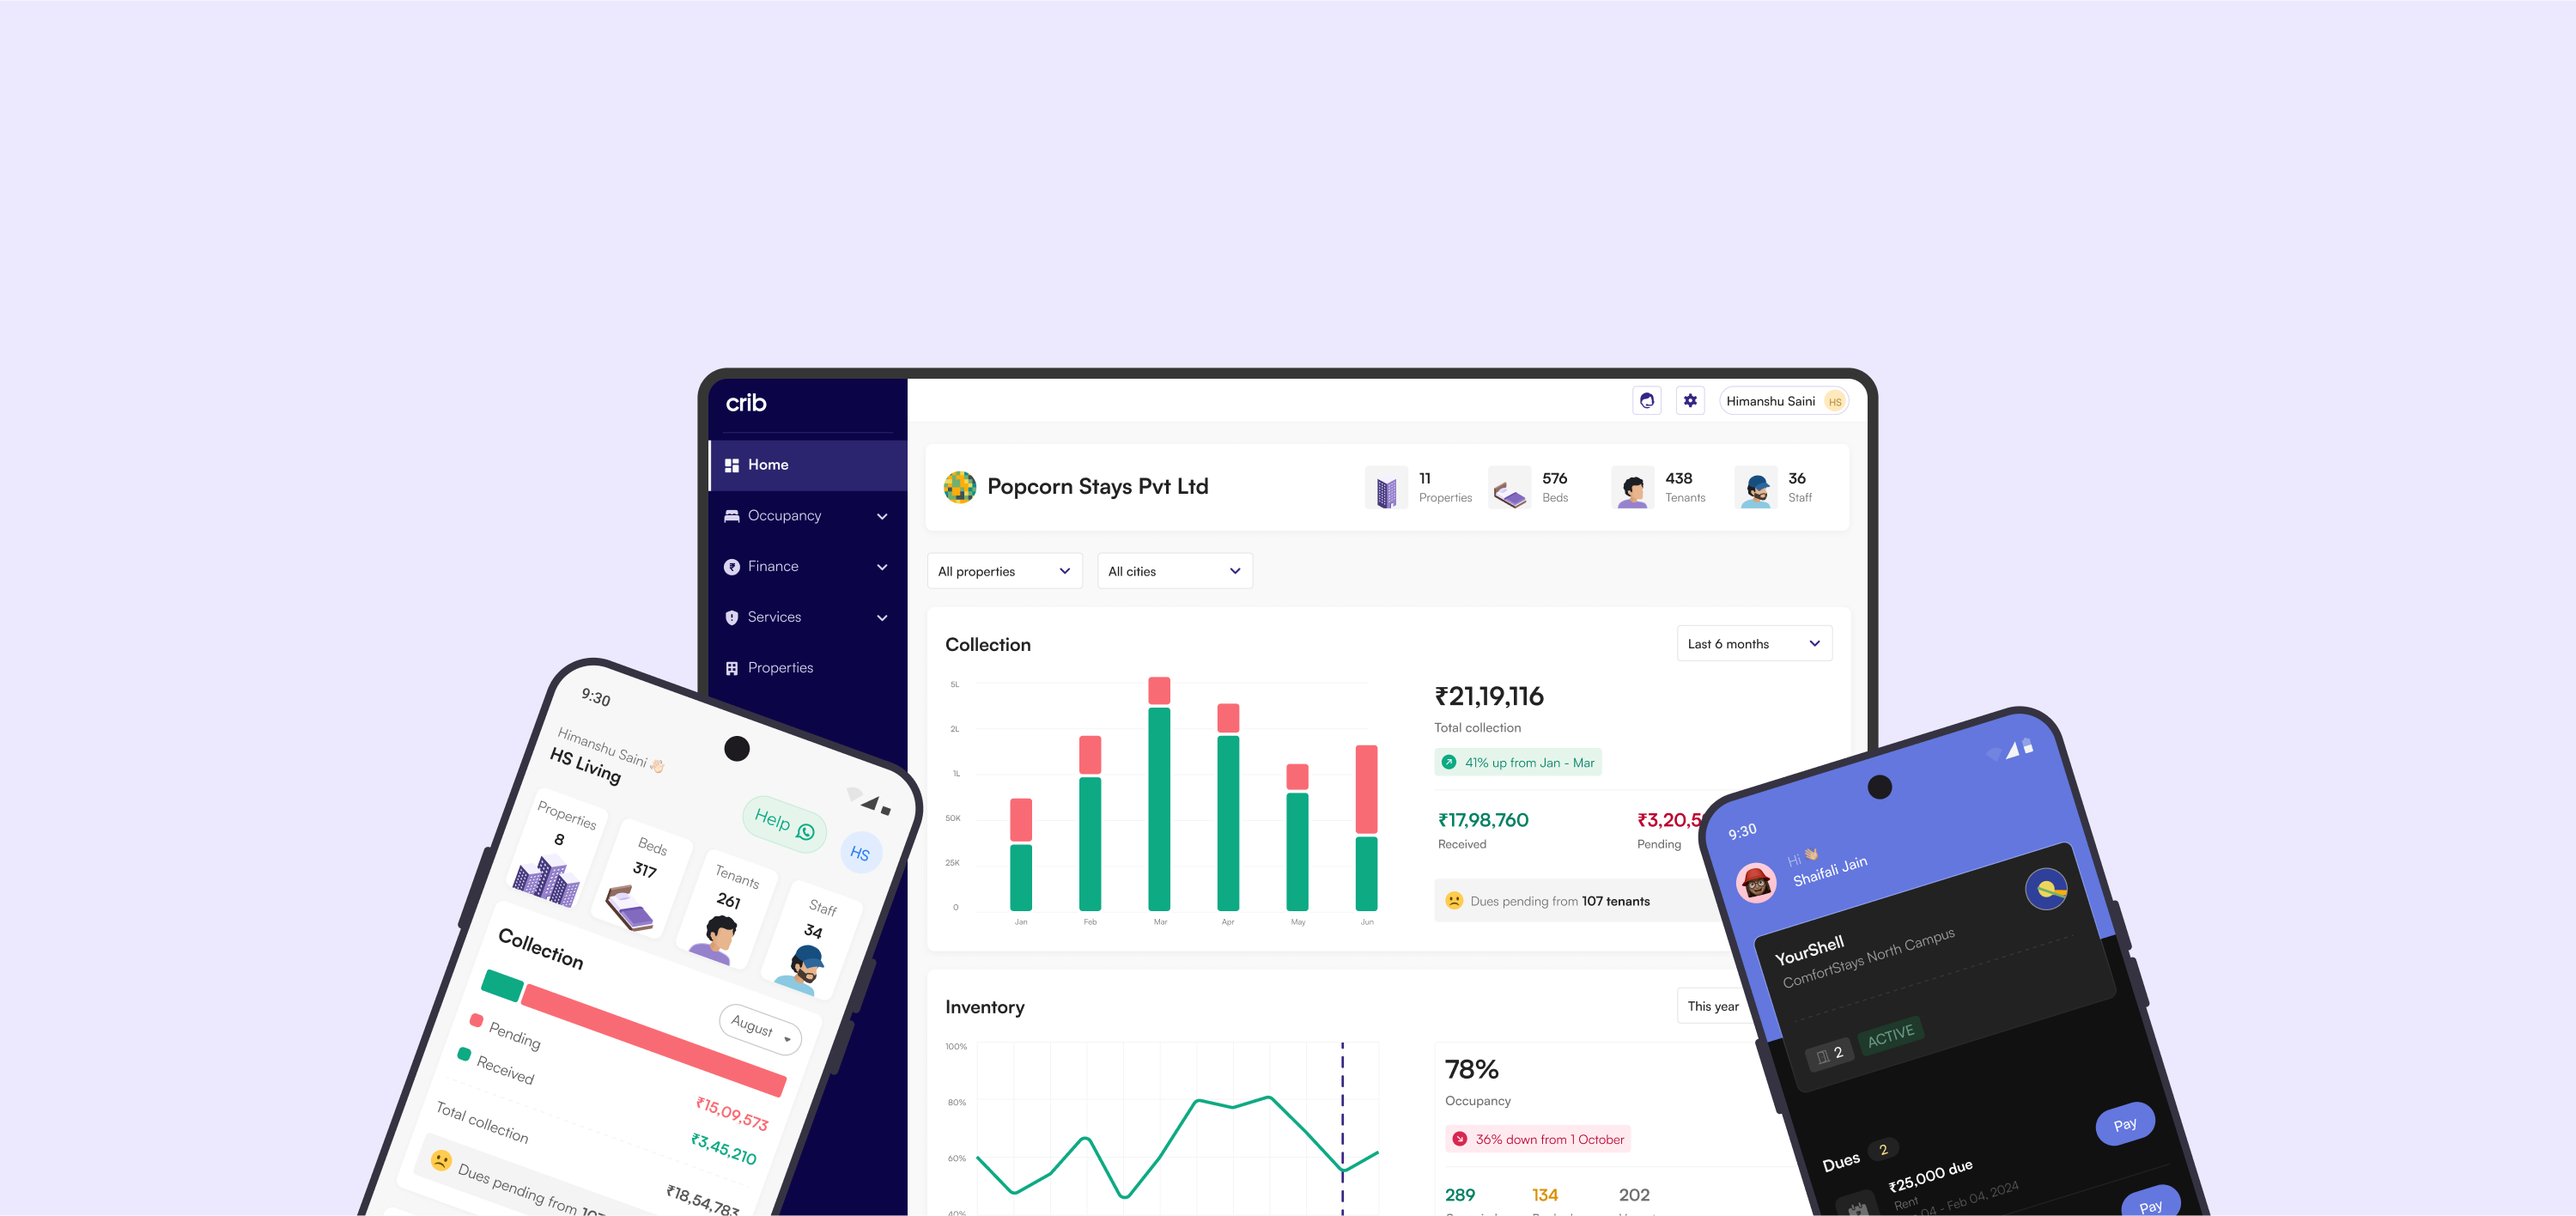 crib
Home
Occupancy
Finance
Services
Properties
Himanshu Saini HS
Popcorn Stays Pvt Ltd
11
Properties
576
Beds
438
Tenants
36
Staff
All properties
All cities
Collection
Last 6 months
5L
2L
1L
50K
25K
0
Jan Feb Mar Apr May Jun
₹21,19,116
Total collection
41% up from Jan - Mar
₹17,98,760
Received
₹3,20,5
Pending
Dues pending from 107 tenants
Inventory
This year
100%
80%
60%
40%
78%
Occupancy
36% down from 1 October
289
134
202
9:30
Himanshu Saini
HS Living
Help
HS
Properties
8
Beds
317
Tenants
261
Staff
34
Collection
August
Pending
₹15,09,573
Received
₹3,45,210
Total collection
₹18,54,783
Dues pending from
9:30
Hi
Shaifali Jain
YourShell
ComfortStays North Campus
2
ACTIVE
Dues 2
₹25,000 due
Pay
Rent
04 - Feb 04, 2024
Pay